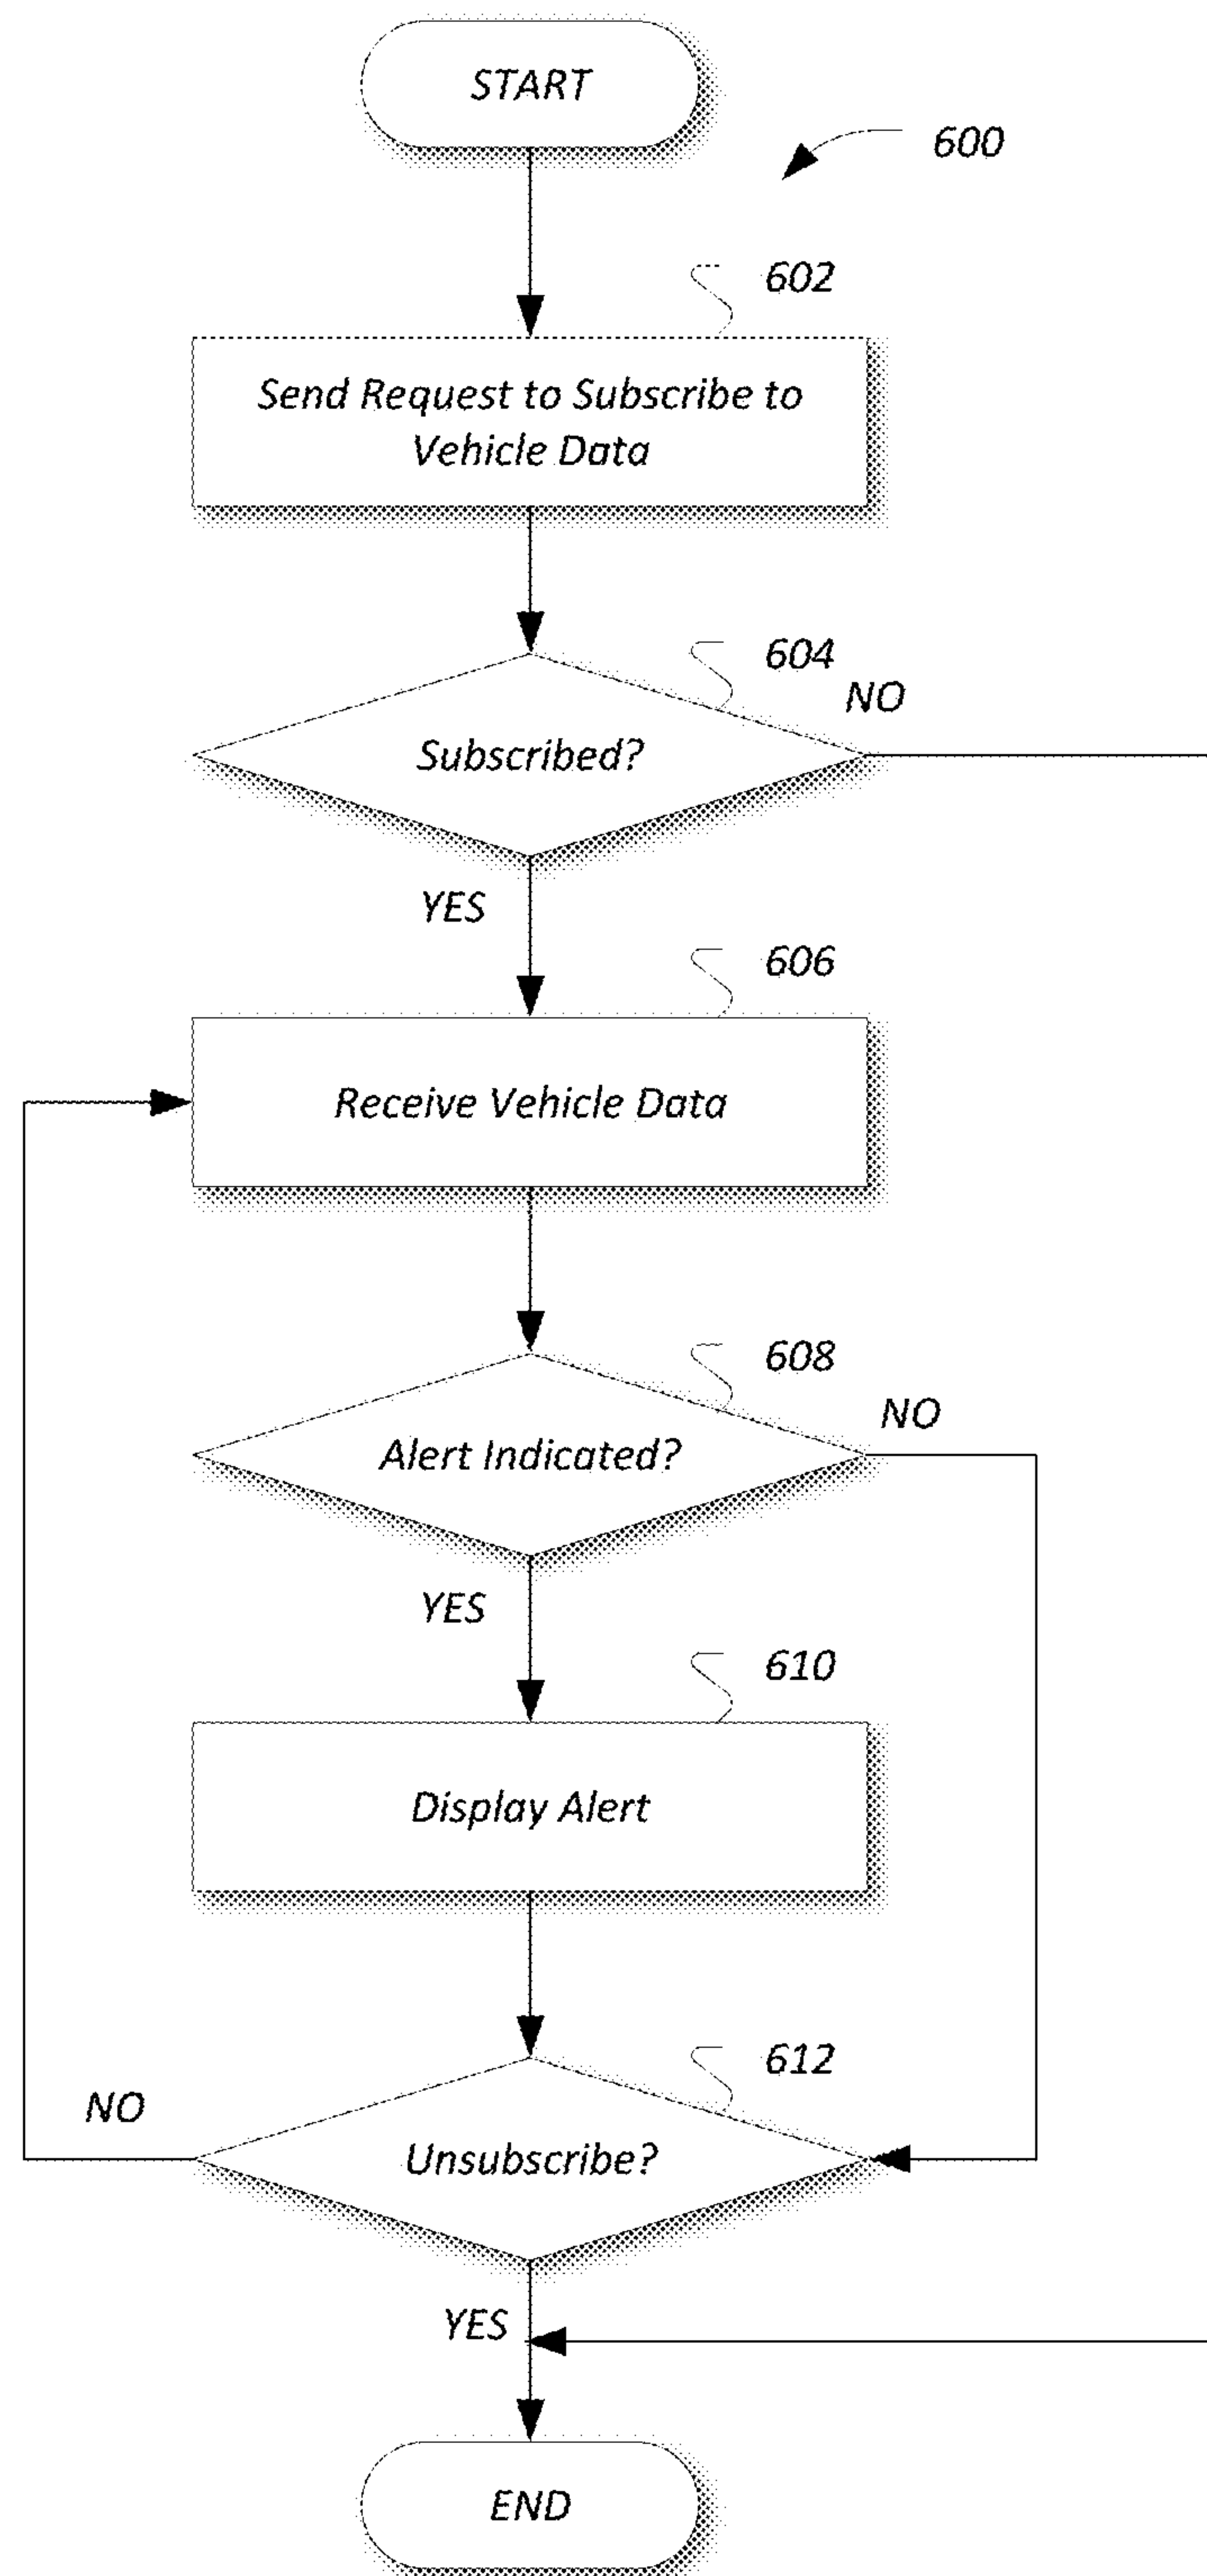 START
600
602
Send Request to Subscribe to
Vehicle Data
604
NO
Subscribed?
YES
606
Receive Vehicle Data
608
NO
Alert Indicated?
YES
610
Display Alert
612
NO
Unsubscribe?
YES
END